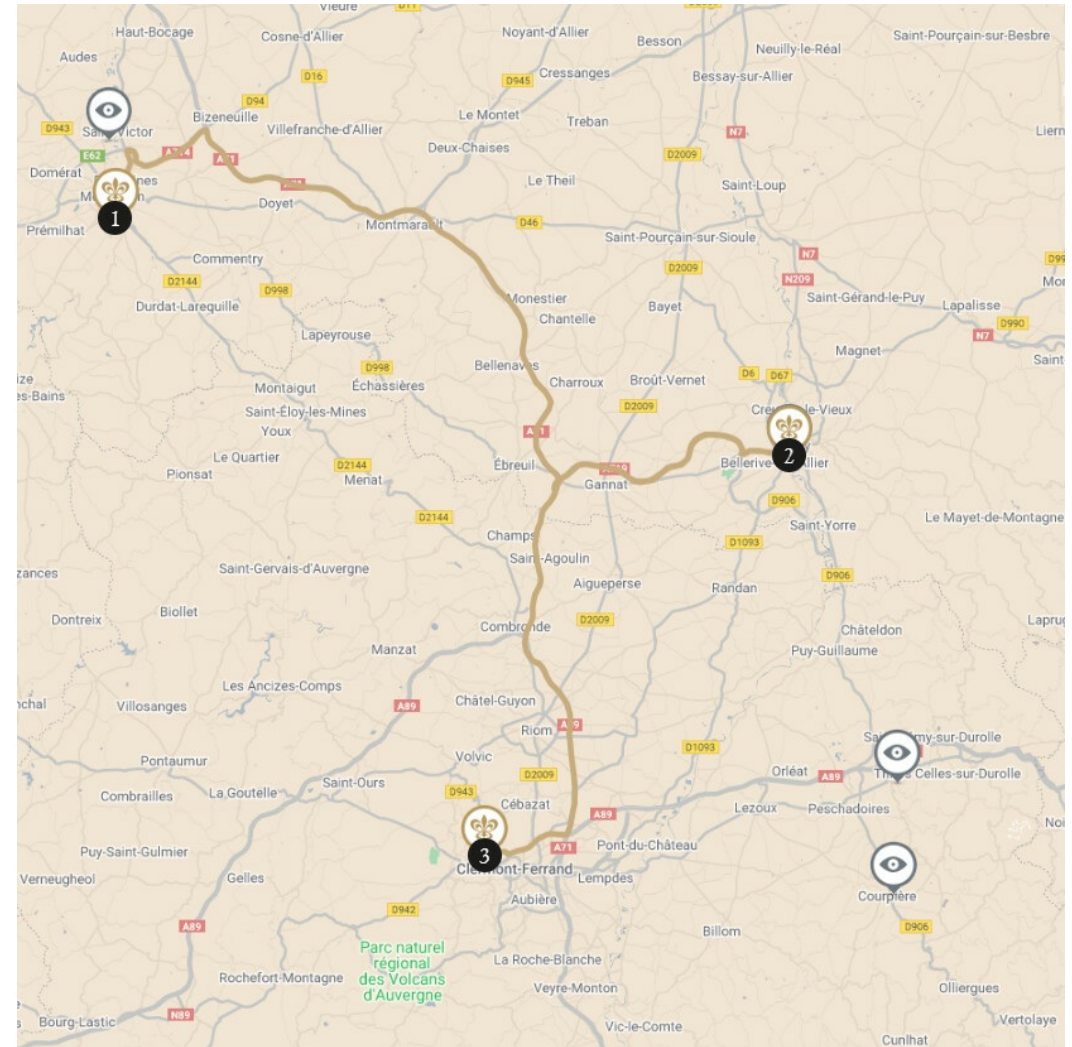 Vieure
D11
Haut-Bocage
Cosne-d'Allier
Noyant-d'Allier
Besson
Neuilly-le-Réal
Saint-Pourçain-sur-Besbre
Audes
D16
D945
Cressanges
Bessay-sur-Allier
D94
Bizeneuille
Le Montet
Treban
D943
Villefranche-d'Allier
N7
E62
Deux-Chaises
D2009
Domérat
Le Theil
Saint-Loup
Doyet
1
Montmarault
D46
Prémilhat
Saint-Pourçain-sur-Sioule
N7
Commentry
D2009
N209
D2144
D998
Monestier
Bayet
Saint-Gérand-le-Puy
Lapalisse
Durdat-Larequille
Chantelle
D990
Lapeyrouse
N7
Magnet
D998
Bellenaves
Échassières
Charroux
Broût-Vernet
D6
D67
Montaigut
D2009
Saint-Éloy-les-Mines
Youx
2
Le Quartier
D2144
Ébreuil
Pionsat
Menat
Gannat
D906
D2144
Saint-Yorre
Le Mayet-de-Montagne
D1093
Saint-Gervais-d'Auvergne
D906
Aigueperse
Randan
Biollet
Dontreix
D2009
Combronde
Châteldon
Manzat
Puy-Guillaume
Les Ancizes-Comps
Châtel-Guyon
Villosanges
A89
Riom
D1093
Volvic
Pontaumur
D2009
Orléat
A89
Celles-sur-Durolle
Saint-Ours
Combrailles
La Goutelle
D943
Cébazat
A89
Lezoux
Peschadoires
3
A71
Pont-du-Château
Puy-Saint-Gulmier
Clermont-Ferrand
Verneugheol
Gelles
Lempdes
Aubière
Courpière
D942
A89
D906
Billom
Parc naturel
régional
des Volcans
d'Auvergne
La Roche-Blanche
Rochefort-Montagne
Veyre-Monton
Olliergues
N89
Bourg-Lastic
Vic-le-Comte
Vertolaye
Cunlhat